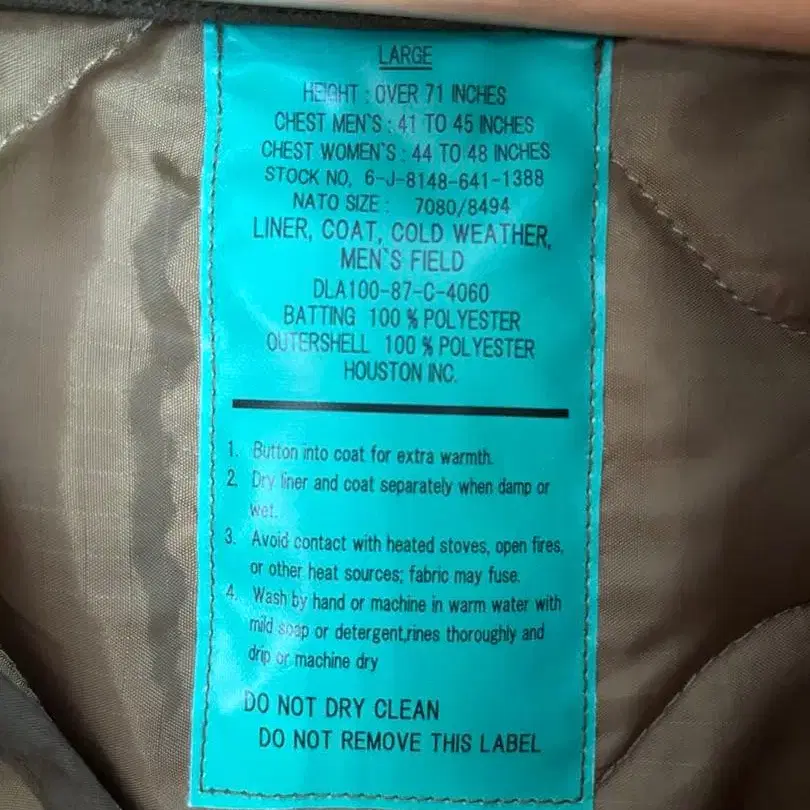 LARGE
HEIGHT : OVER 71 INCHES
CHEST MEN'S : 41 TO 45 INCHES
CHEST WOMEN'S : 44 TO 48 INCHES
STOCK NO, 6-J-8148-641-1388
NATO SIZE : 7080/8494
LINER, COAT, COLD WEATHER,
MEN'S FIELD
DLA100-87-C-4060
BATTING 100 % POLYESTER
OUTERSHELL 100 % POLYESTER
HOUSTON INC.
1. Button into coat for extra warmth.
2. Dry liner and coat separately when damp or
wet.
3. Avoid contact with heated stoves, open fires,
or other heat sources; fabric may fuse.
4. Wash by hand or machine in warm water with
mild soap or detergent,rines thoroughly and
drip or machine dry
DO NOT DRY CLEAN
DO NOT REMOVE THIS LABEL